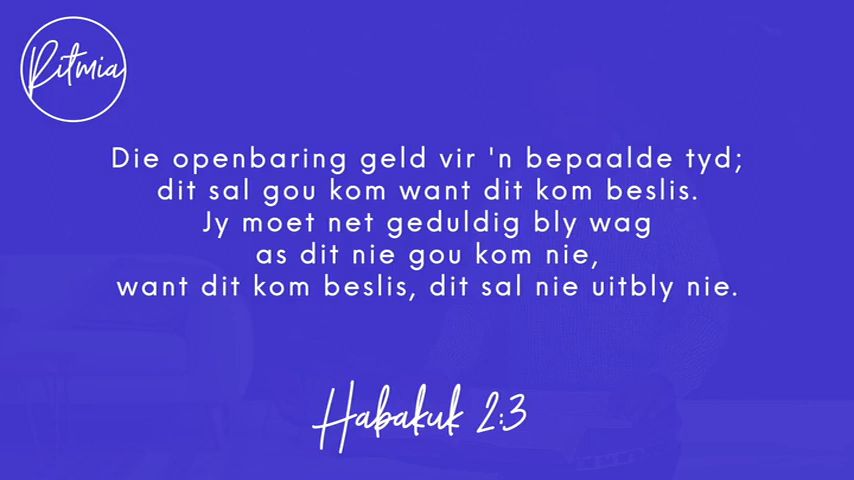 Ritmia
Die openbaring geld vir 'n bepaalde tyd;
dit sal gou kom want dit kom beslis.
Jy moet net geduldig bly wag
as dit nie gou kom nie,
want dit kom beslis, dit sal nie uitbly nie.
Habakuk 2:3